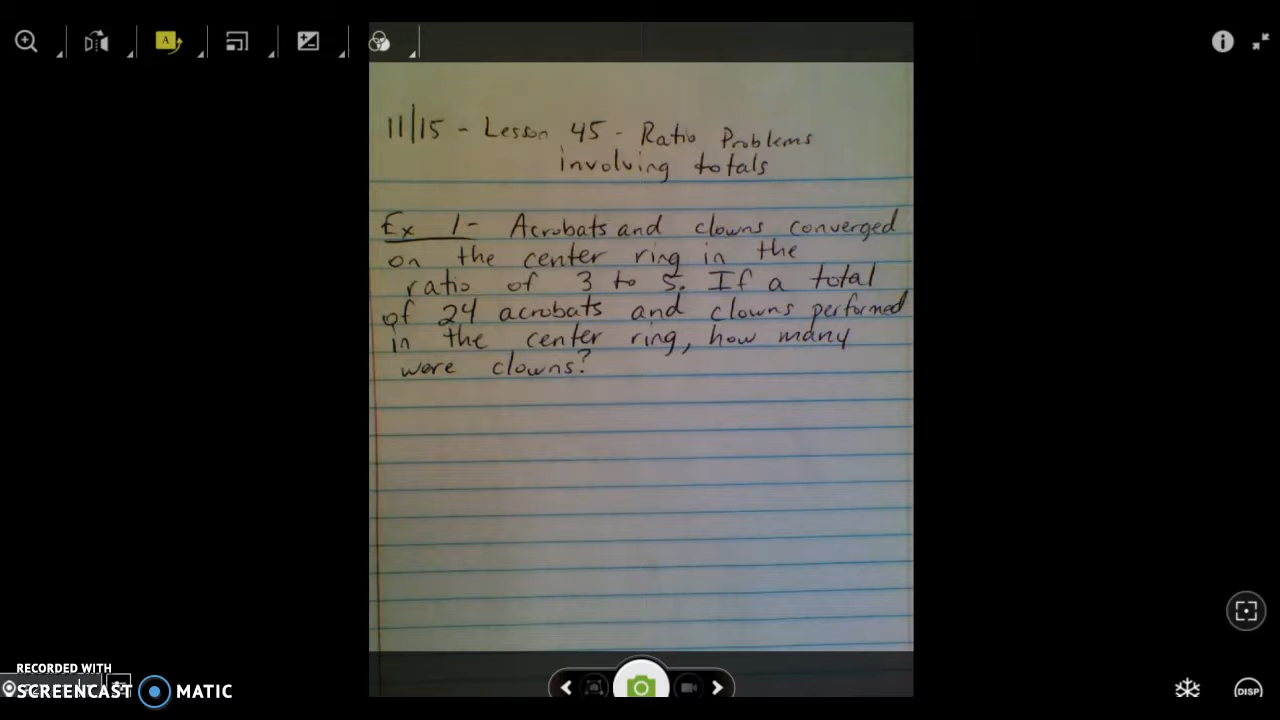 11/15 - Lesson 45 - Ratio Problems
involving totals
Ex 1- Acrobats and clowns converged
on the center ring in the
ratio of 3 to 5. If a total
of 24 acrobats and clowns performed
in the center ring, how many
were clowns?
A
DISP
RECORDED WITH
SCREENCAST MATIC